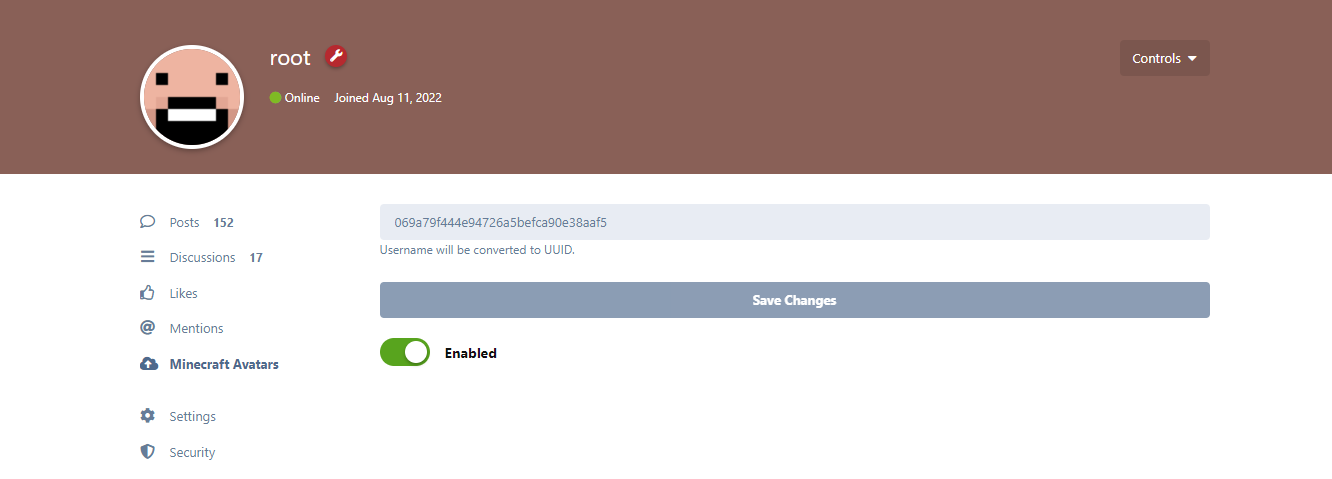 root
Controls
Online Joined Aug 11, 2022
Posts 152
Discussions 17
Likes
Mentions
Minecraft Avatars
Settings
Security
069a79f444e94726a5befca90e38aaf5
Username will be converted to UUID.
Save Changes
Enabled